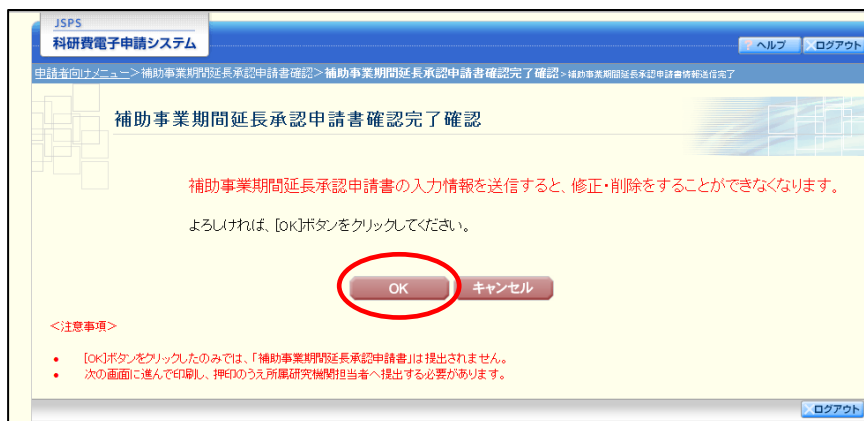 JSPS
科研費電子申請システム
? ヘルプ
×ログアウト
申請者向けメニュー>補助事業期間延長承認申請書確認>補助事業期間延長承認申請書確認完了確認>補助事業期間延長承認申請書情報送信完了
補助事業期間延長承認申請書確認完了確認
補助事業期間延長承認申請書の入力情報を送信すると、修正・削除をすることができなくなります。
よろしければ、[OK]ボタンをクリックしてください。
OK
キャンセル
<注意事項>
• [OK]ボタンをクリックしたのみでは、「補助事業期間延長承認申請書」は提出されません。
• 次の画面に進んで印刷し、押印のうえ所属研究機関担当者へ提出する必要があります。
×ログアウト